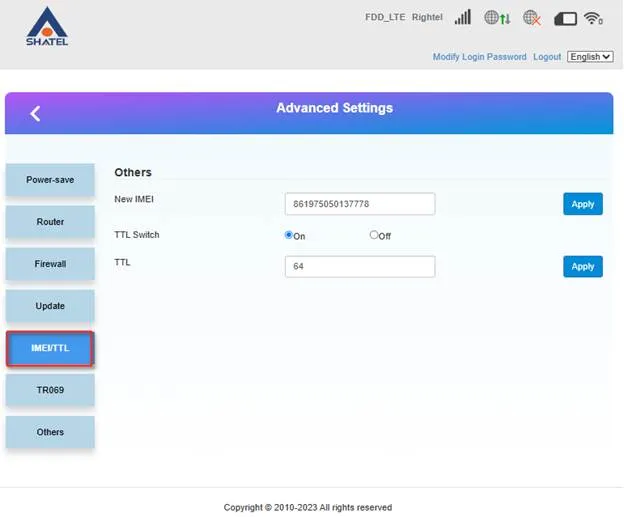 SHATEL
FDD_LTE Rightel
Modify Login Password Logout English
Advanced Settings
Power-save
Router
Firewall
Update
IMEI/TTL
TR069
Others
Others
New IMEI 861975050137778 Apply
TTL Switch On Off
TTL 64 Apply
Copyright © 2010-2023 All rights reserved